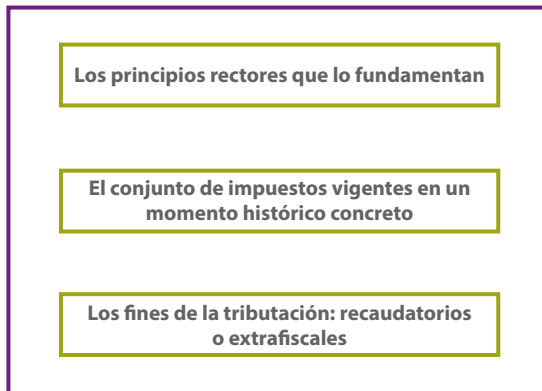 Los principios rectores que lo fundamentan
El conjunto de impuestos vigentes en un
momento histórico concreto
Los fines de la tributación: recaudatorios
o extrafiscales